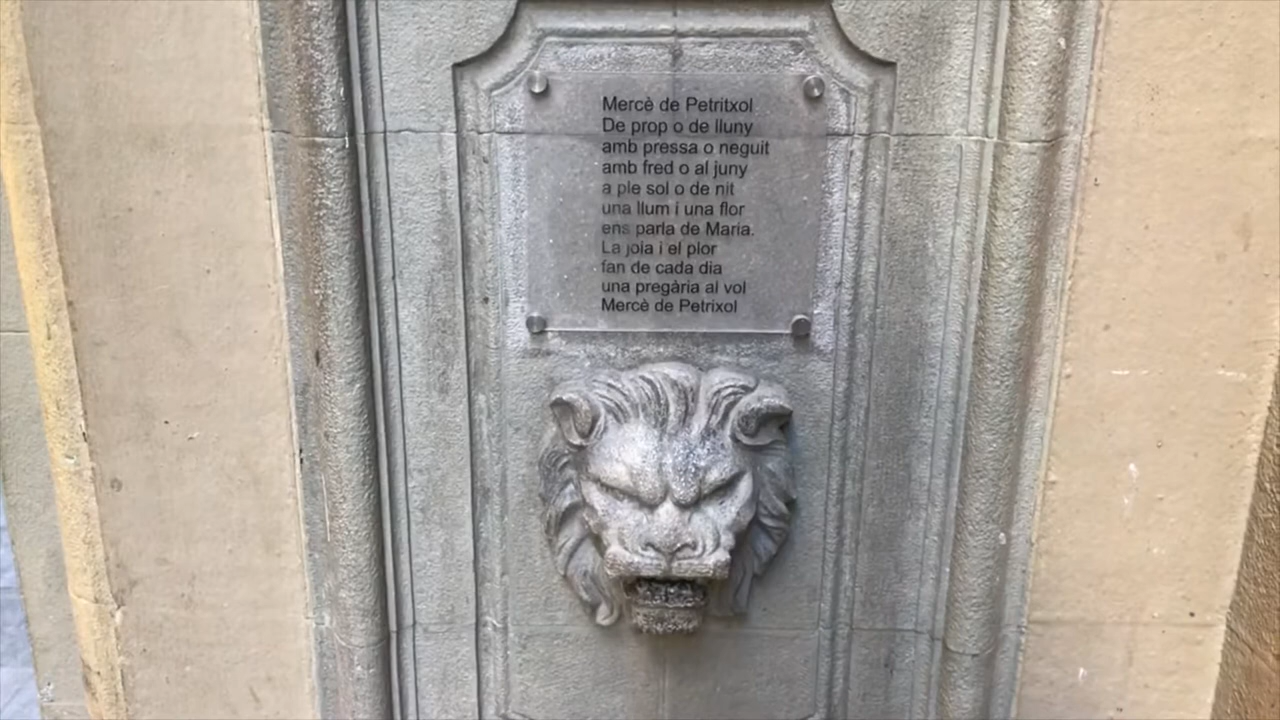 Mercè de Petritxol
De prop o de lluny
amb pressa o neguit
amb fred o al juny
a ple sol o de nit
una llum i una flor
ens parla de Maria.
La joia i el plor
fan de cada dia
una pregària al vol
Mercè de Petrixol